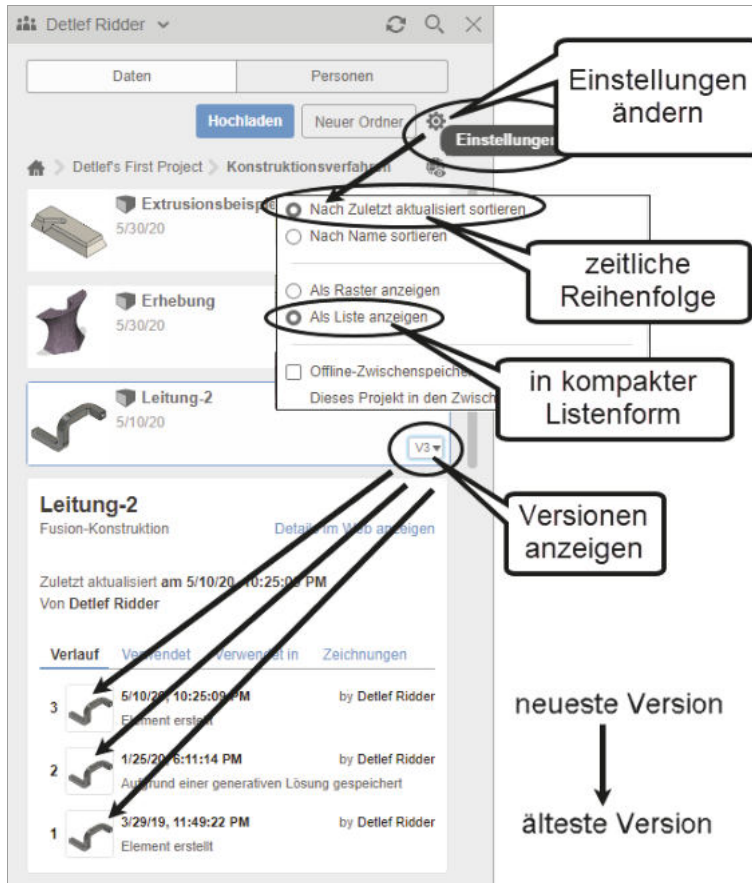 Detlef Ridder
Daten Personen
Hochladen Neuer Ordner
Einstellungen
ändern
Einstellungen
Detlef's First Project Konstruktionsverfahren
Extrusionsbeispie
5/30/20
Nach Zuletzt aktualisiert sortieren
Nach Name sortieren
Als Raster anzeigen
Als Liste anzeigen
Offline-Zwischenspeicher
Dieses Projekt in den Zwisch
zeitliche
Reihenfolge
in kompakter
Listenform
Erhebung
5/30/20
Leitung-2
5/10/20
V3
Versionen
anzeigen
Leitung-2
Fusion-Konstruktion Details im Web anzeigen
Zuletzt aktualisiert am 5/10/20, 10:25:09 PM
Von Detlef Ridder
Verlauf Verwendet Verwendet in Zeichnungen
3 5/10/20, 10:25:09 PM by Detlef Ridder
Element erstellt
2 1/25/20, 6:11:14 PM by Detlef Ridder
Aufgrund einer generativen Lösung gespeichert
1 3/29/19, 11:49:22 PM by Detlef Ridder
Element erstellt
neueste Version
älteste Version